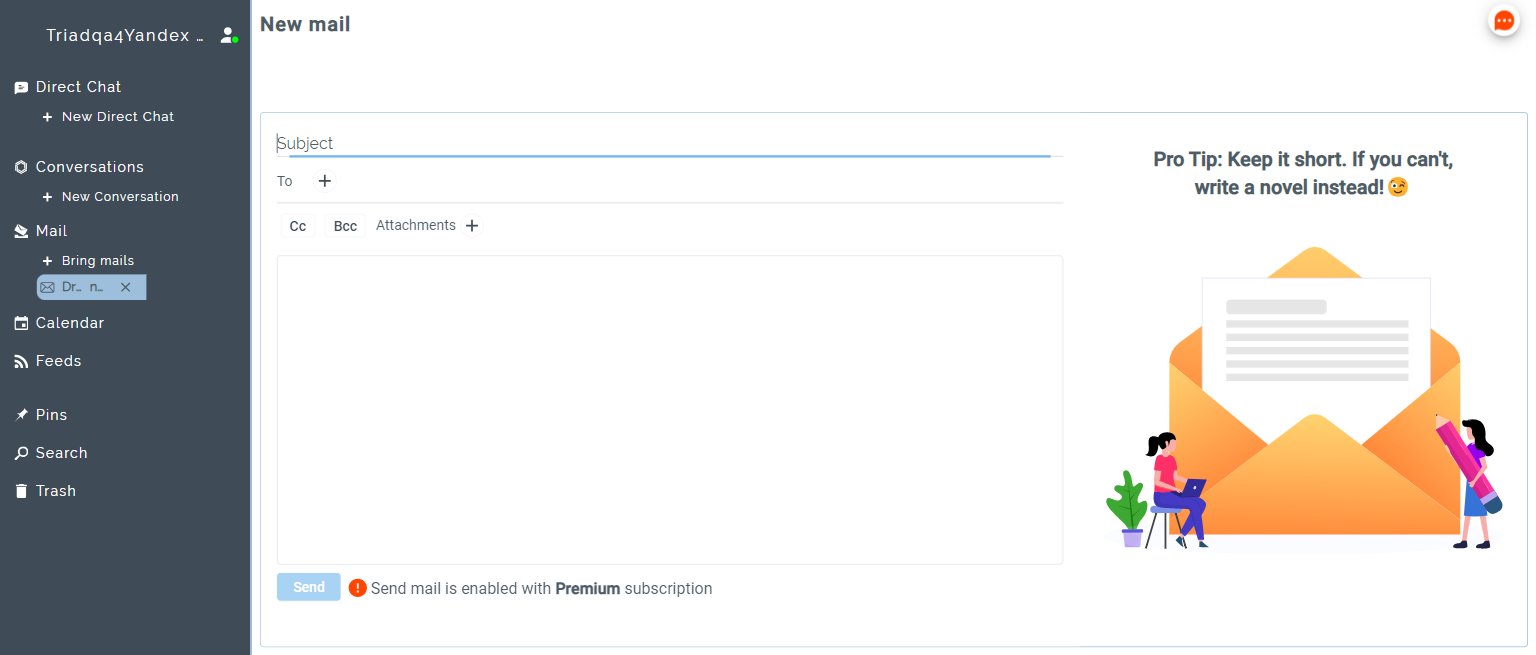 Triadqa4Yandex ...
Direct Chat
+ New Direct Chat
Conversations
+ New Conversation
Mail
+ Bring mails
Dr... n...
Calendar
Feeds
Pins
Search
Trash
New mail
Subject
To +
Cc Bcc Attachments +
Send
Send mail is enabled with Premium subscription
Pro Tip: Keep it short. If you can't,
write a novel instead! 😉